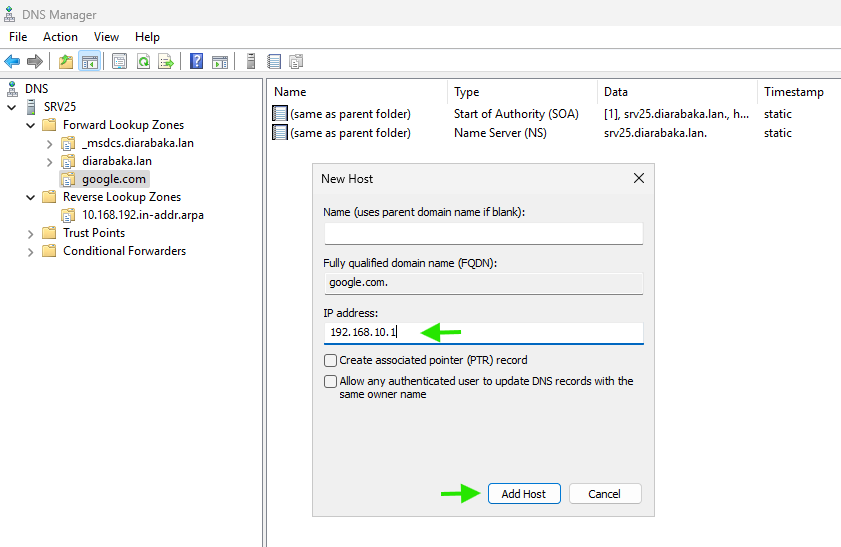 DNS Manager
File Action View Help
DNS
SRV25
Forward Lookup Zones
_msdcs.diarabaka.lan
diarabaka.lan
google.com
Reverse Lookup Zones
10.168.192.in-addr.arpa
Trust Points
Conditional Forwarders
Name Type Data Timestamp
(same as parent folder) Start of Authority (SOA) [1], srv25.diarabaka.lan., h... static
(same as parent folder) Name Server (NS) srv25.diarabaka.lan. static
New Host
Name (uses parent domain name if blank):
Fully qualified domain name (FQDN):
google.com.
IP address:
192.168.10.1
Create associated pointer (PTR) record
Allow any authenticated user to update DNS records with the
same owner name
Add Host Cancel